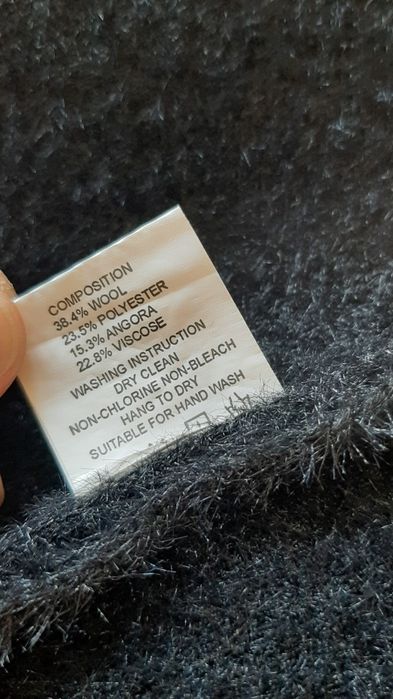 COMPOSITION
38.4% WOOL
23.5% POLYESTER
15.3% ANGORA
22.8% VISCOSE
WASHING INSTRUCTION
DRY CLEAN
NON-CHLORINE NON-BLEACH
HANG TO DRY
SUITABLE FOR HAND WASH